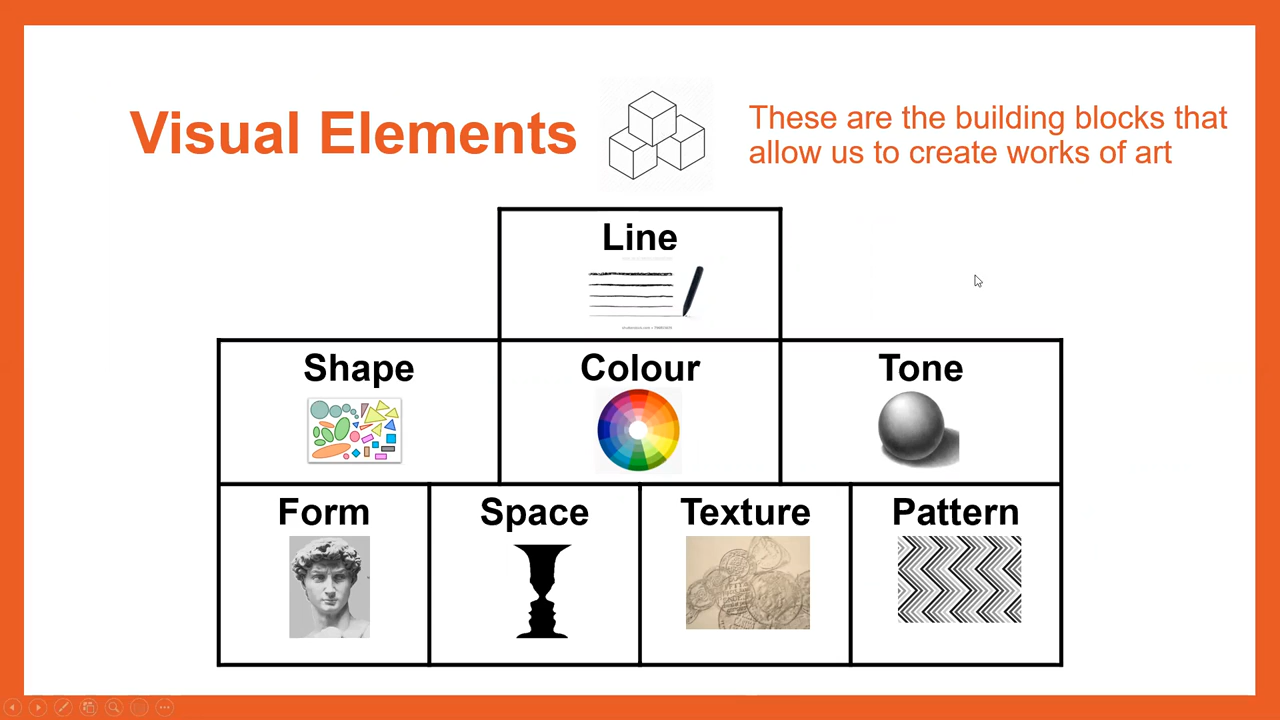 Visual Elements
These are the building blocks that
allow us to create works of art
Line
Shape
Colour
Tone
Form
Space
Texture
Pattern